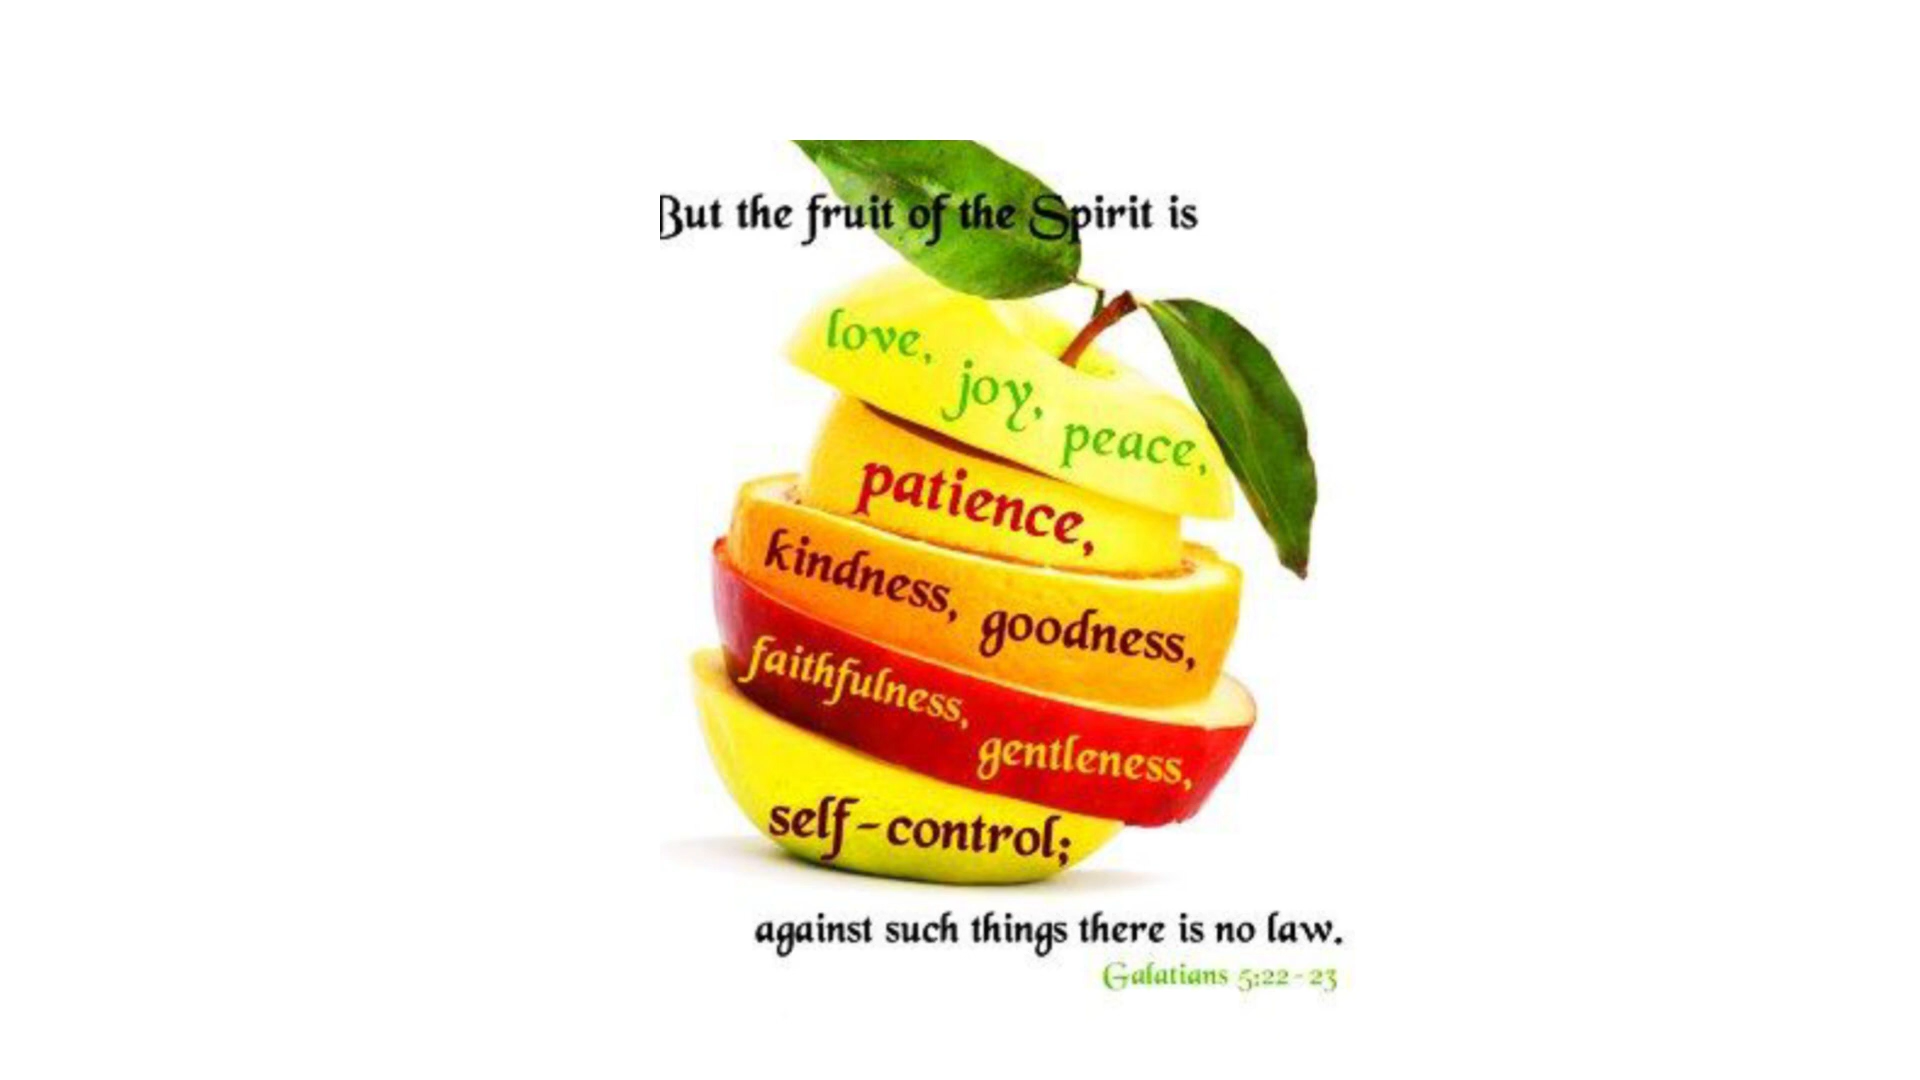 But the fruit of the Spirit is
love, joy, peace,
patience,
kindness, goodness,
faithfulness,
gentleness,
self-control;
against such things there is no law.
Galatians 5:22-23